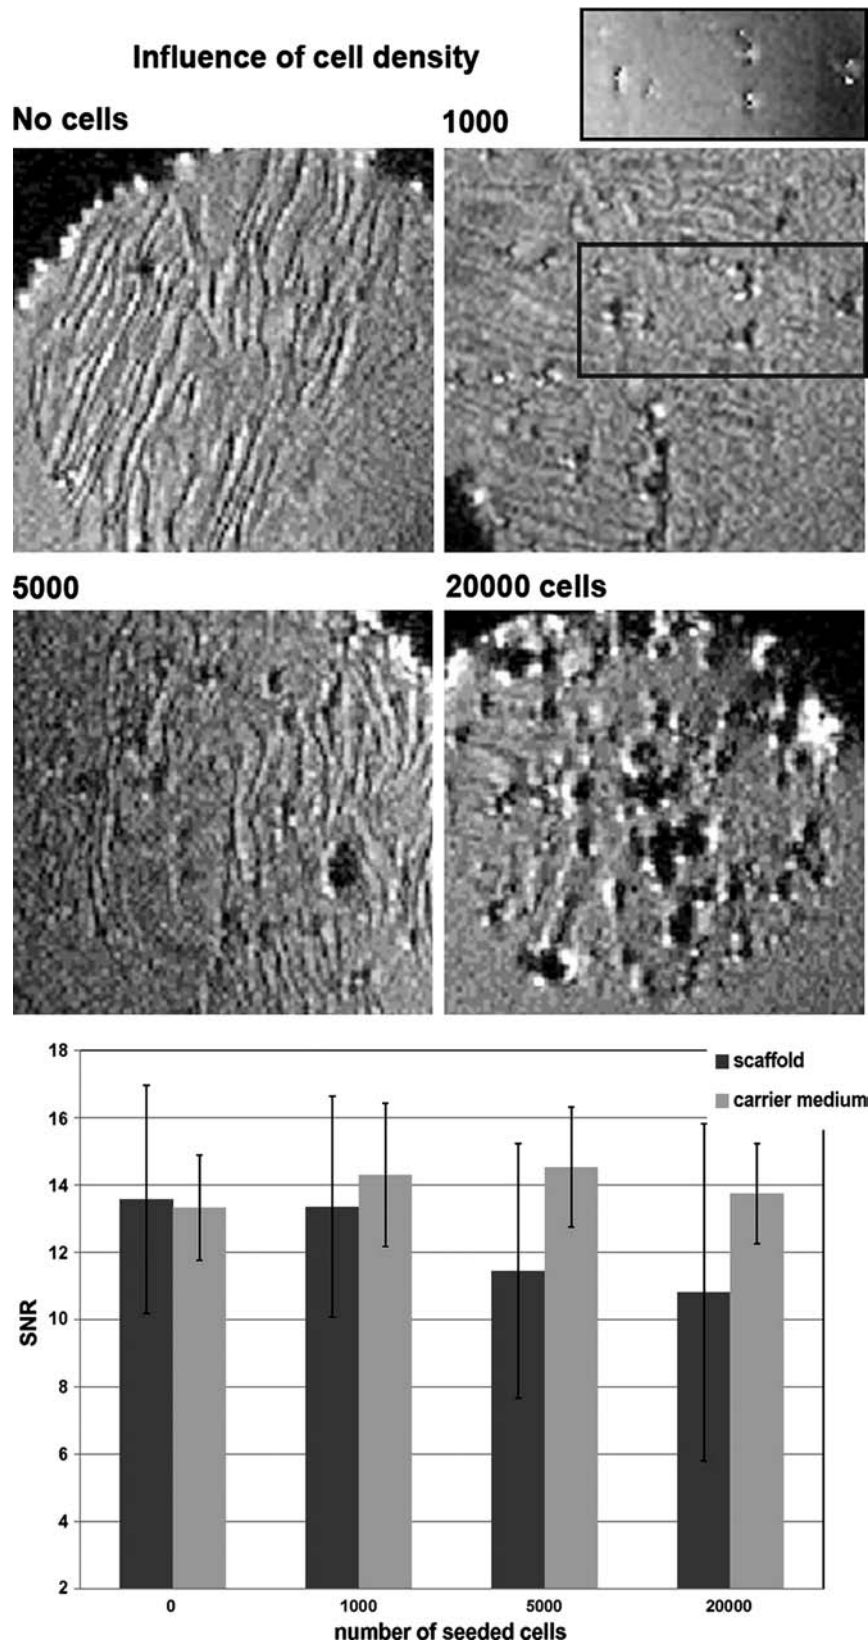 Influence of cell density
No cells
1000
5000
20000 cells
18
16
14
12
10
8
6
4
2
SNR
scaffold
carrier medium
0
1000
5000
20000
number of seeded cells